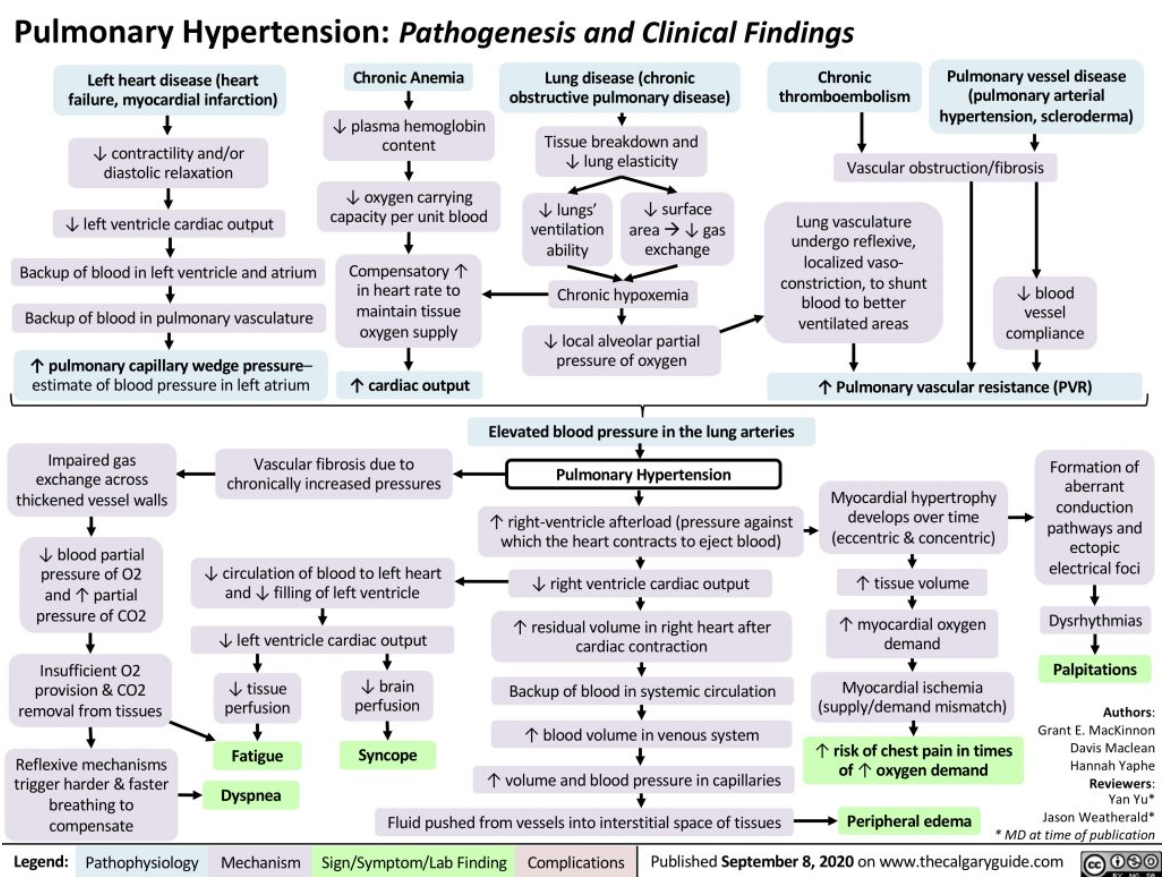 Pulmonary Hypertension: Pathogenesis and Clinical Findings
Left heart disease (heart
failure, myocardial infarction)
↓ contractility and/or
diastolic relaxation
↓ left ventricle cardiac output
Backup of blood in left ventricle and atrium
Backup of blood in pulmonary vasculature
↑ pulmonary capillary wedge pressure–
estimate of blood pressure in left atrium
Chronic Anemia
↓ plasma hemoglobin
content
↓ oxygen carrying
capacity per unit blood
Compensatory ↑
in heart rate to
maintain tissue
oxygen supply
↑ cardiac output
Lung disease (chronic
obstructive pulmonary disease)
Tissue breakdown and
↓ lung elasticity
↓ lungs’
ventilation
ability
↓ surface
area → ↓ gas
exchange
Chronic hypoxemia
↓ local alveolar partial
pressure of oxygen
Chronic
thromboembolism
Pulmonary vessel disease
(pulmonary arterial
hypertension, scleroderma)
Vascular obstruction/fibrosis
Lung vasculature
undergo reflexive,
localized vaso-
constriction, to shunt
blood to better
ventilated areas
↓ blood
vessel
compliance
↑ Pulmonary vascular resistance (PVR)
Elevated blood pressure in the lung arteries
Pulmonary Hypertension
Vascular fibrosis due to
chronically increased pressures
Impaired gas
exchange across
thickened vessel walls
↓ blood partial
pressure of O2
and ↑ partial
pressure of CO2
Insufficient O2
provision & CO2
removal from tissues
Reflexive mechanisms
trigger harder & faster
breathing to
compensate
Dyspnea
↓ circulation of blood to left heart
and ↓ filling of left ventricle
↓ left ventricle cardiac output
↓ tissue
perfusion
Fatigue
↓ brain
perfusion
Syncope
↑ right-ventricle afterload (pressure against
which the heart contracts to eject blood)
↓ right ventricle cardiac output
↑ residual volume in right heart after
cardiac contraction
Backup of blood in systemic circulation
↑ blood volume in venous system
↑ volume and blood pressure in capillaries
Fluid pushed from vessels into interstitial space of tissues
Peripheral edema
Myocardial hypertrophy
develops over time
(eccentric & concentric)
↑ tissue volume
↑ myocardial oxygen
demand
Myocardial ischemia
(supply/demand mismatch)
↑ risk of chest pain in times
of ↑ oxygen demand
Formation of
aberrant
conduction
pathways and
ectopic
electrical foci
Dysrhythmias
Palpitations
Authors:
Grant E. MacKinnon
Davis Maclean
Hannah Yaphe
Reviewers:
Yan Yu*
Jason Weatherald*
* MD at time of publication
Legend: Pathophysiology Mechanism Sign/Symptom/Lab Finding Complications Published September 8, 2020 on www.thecalgaryguide.com
cc
BY NC SA